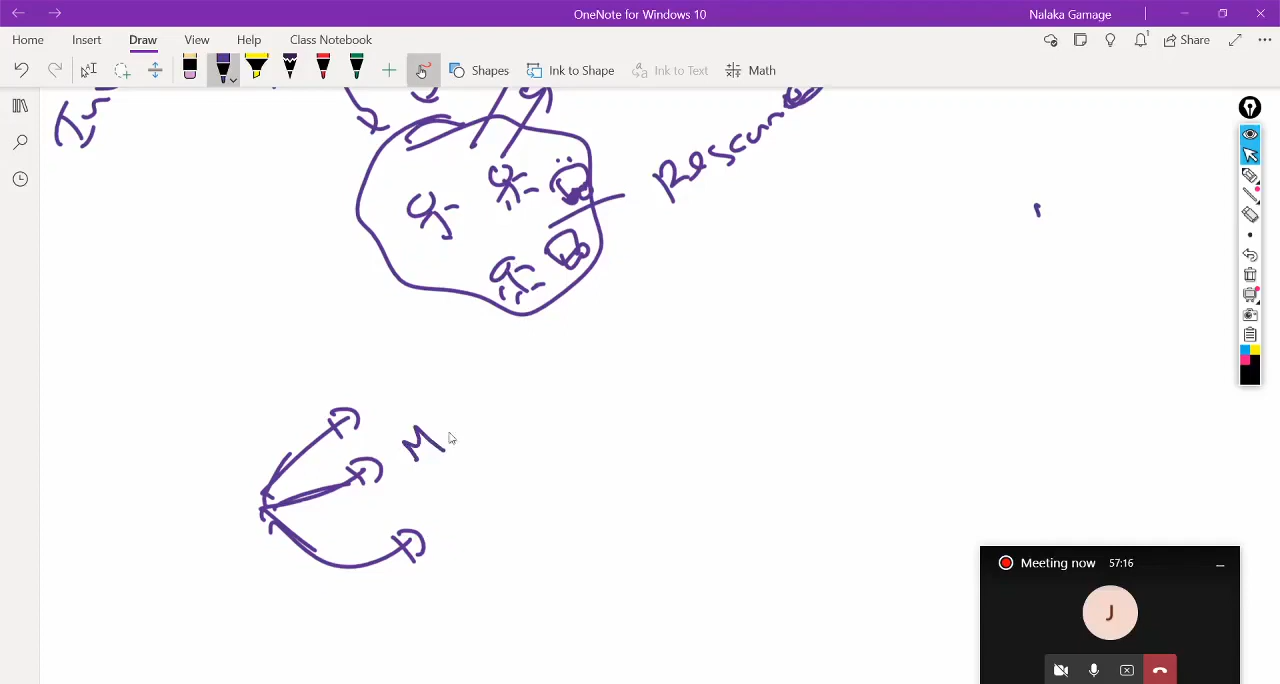 OneNote for Windows 10
Nalaka Gamage
Home Insert Draw View Help Class Notebook
Share
Shapes Ink to Shape Ink to Text Math
M
Meeting now 57:16
J